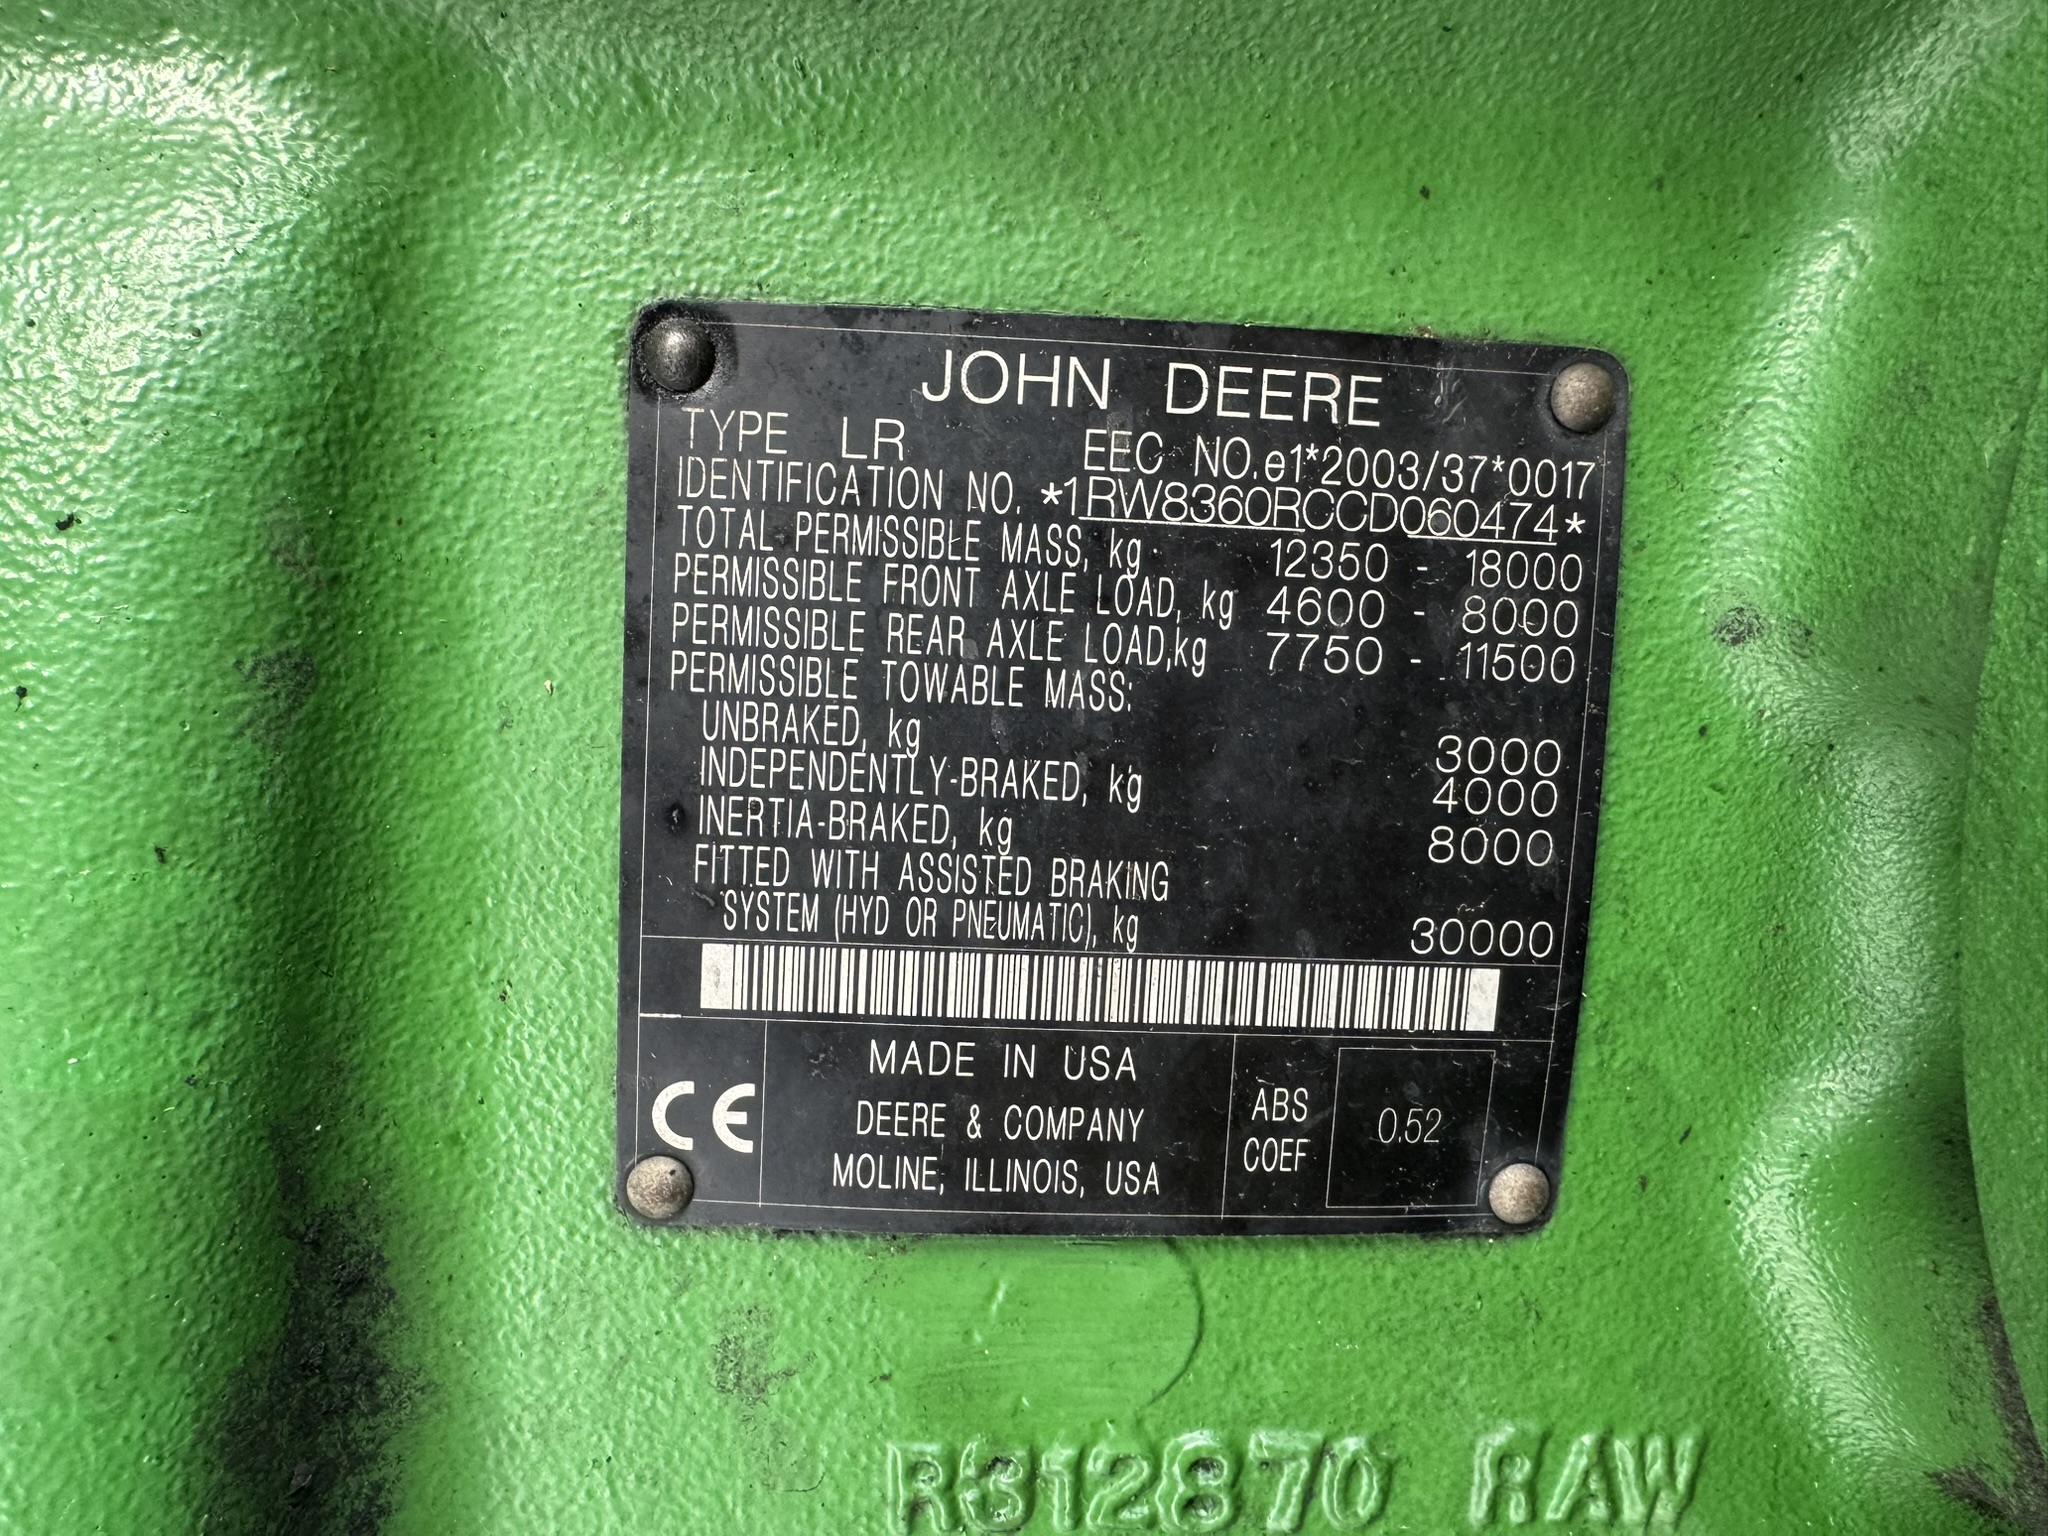 JOHN DEERE
TYPE LR EEC NO.e1*2003/37*0017
IDENTIFICATION NO. *1RW8360RCCD060474*
TOTAL PERMISSIBLE MASS, kg 12350 - 18000
PERMISSIBLE FRONT AXLE LOAD, kg 4600 - 8000
PERMISSIBLE REAR AXLE LOAD,kg 7750 - 11500
PERMISSIBLE TOWABLE MASS:
UNBRAKED, kg 3000
INDEPENDENTLY-BRAKED, kg 4000
INERTIA-BRAKED, kg 8000
FITTED WITH ASSISTED BRAKING
SYSTEM (HYD OR PNEUMATIC), kg 30000
CE
MADE IN USA
DEERE & COMPANY
MOLINE, ILLINOIS, USA
ABS
COEF
0.52
R312870 RAW